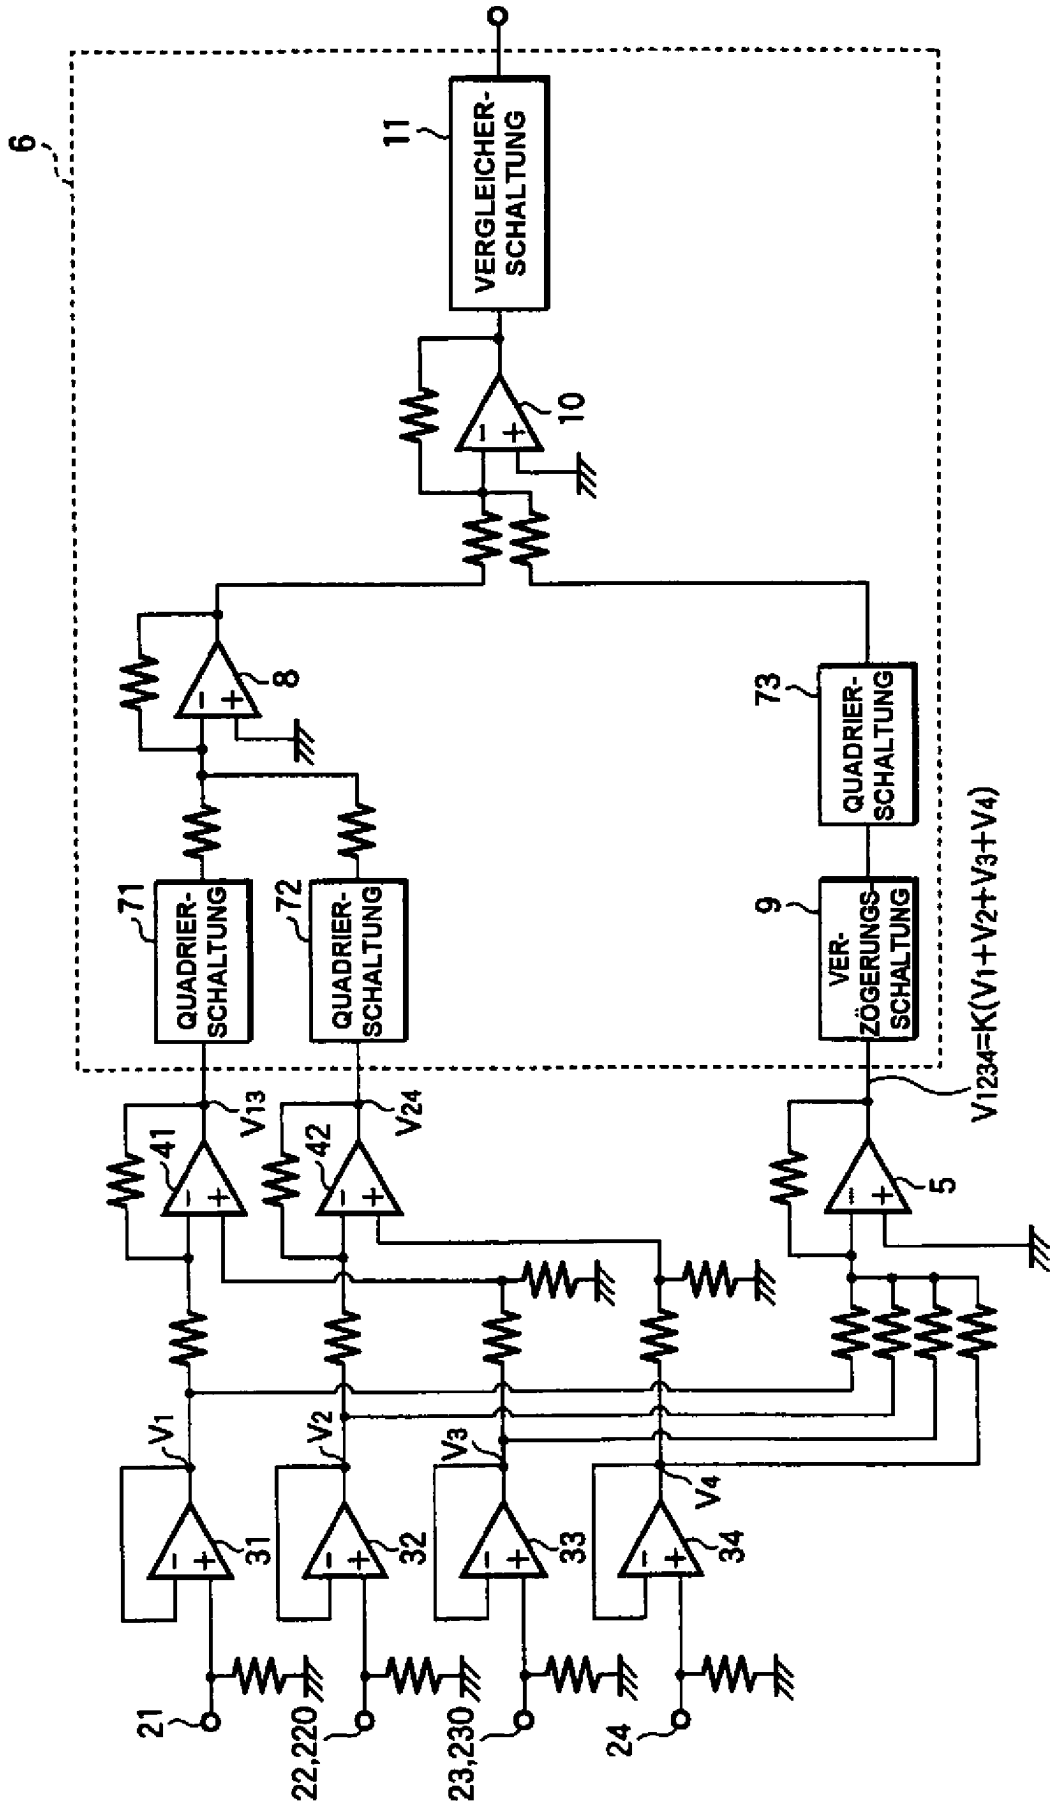 6
11
VERGLEICHER-
SCHALTUNG
10
8
71
QUADRIER-
SCHALTUNG
72
QUADRIER-
SCHALTUNG
73
QUADRIER-
SCHALTUNG
9
VER-
ZÖGERUNGS-
SCHALTUNG
V1234=K(V1+V2+V3+V4)
V13
V24
41
42
5
V1
V2
V3
V4
31
32
33
34
21
22,220
23,230
24
- +
- +
- +
- +
- +
- +
- +
- +
- +